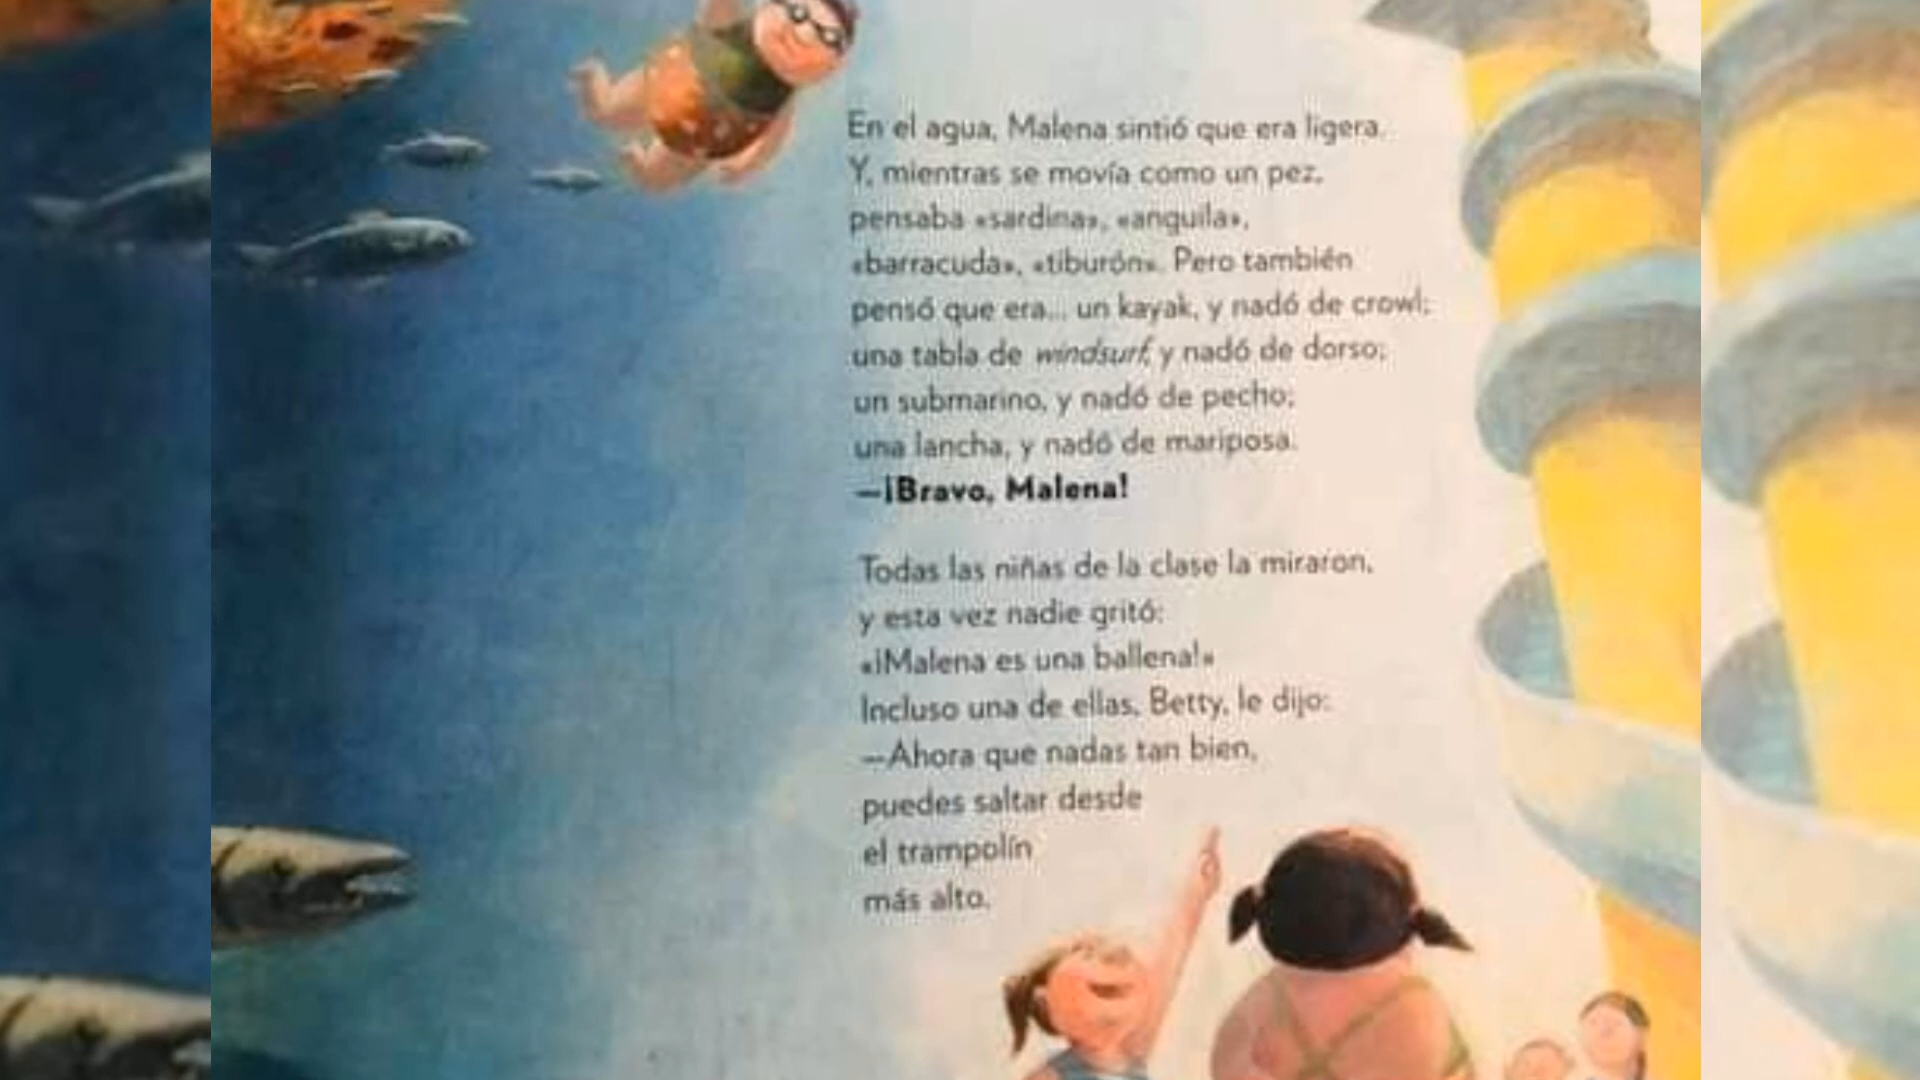 En el agua, Malena sintió que era ligera.
Y, mientras se movía como un pez,
pensaba «sardina», «anguila»,
«barracuda», «tiburón». Pero también
pensó que era... un kayak, y nadó de crowl;
una tabla de windsurf, y nadó de dorso;
un submarino, y nadó de pecho;
una lancha, y nadó de mariposa.
—¡Bravo, Malena!
Todas las niñas de la clase la miraron,
y esta vez nadie gritó:
«¡Malena es una ballena!»
Incluso una de ellas, Betty, le dijo:
—Ahora que nadas tan bien,
puedes saltar desde
el trampolín
más alto.